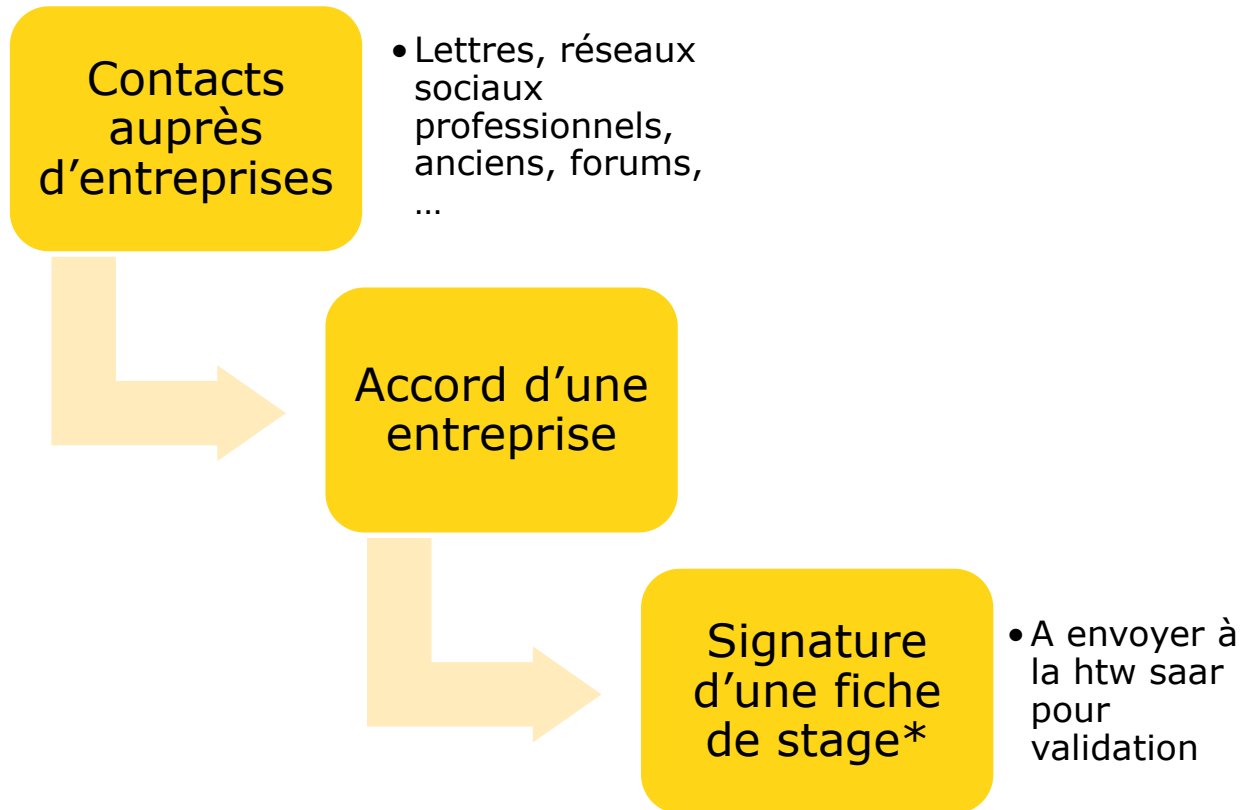 Contacts
auprès
d’entreprises
• Lettres, réseaux
sociaux
professionnels,
anciens, forums,
…
Accord d’une
entreprise
Signature
d’une fiche
de stage*
• A envoyer à
la htw saar
pour
validation